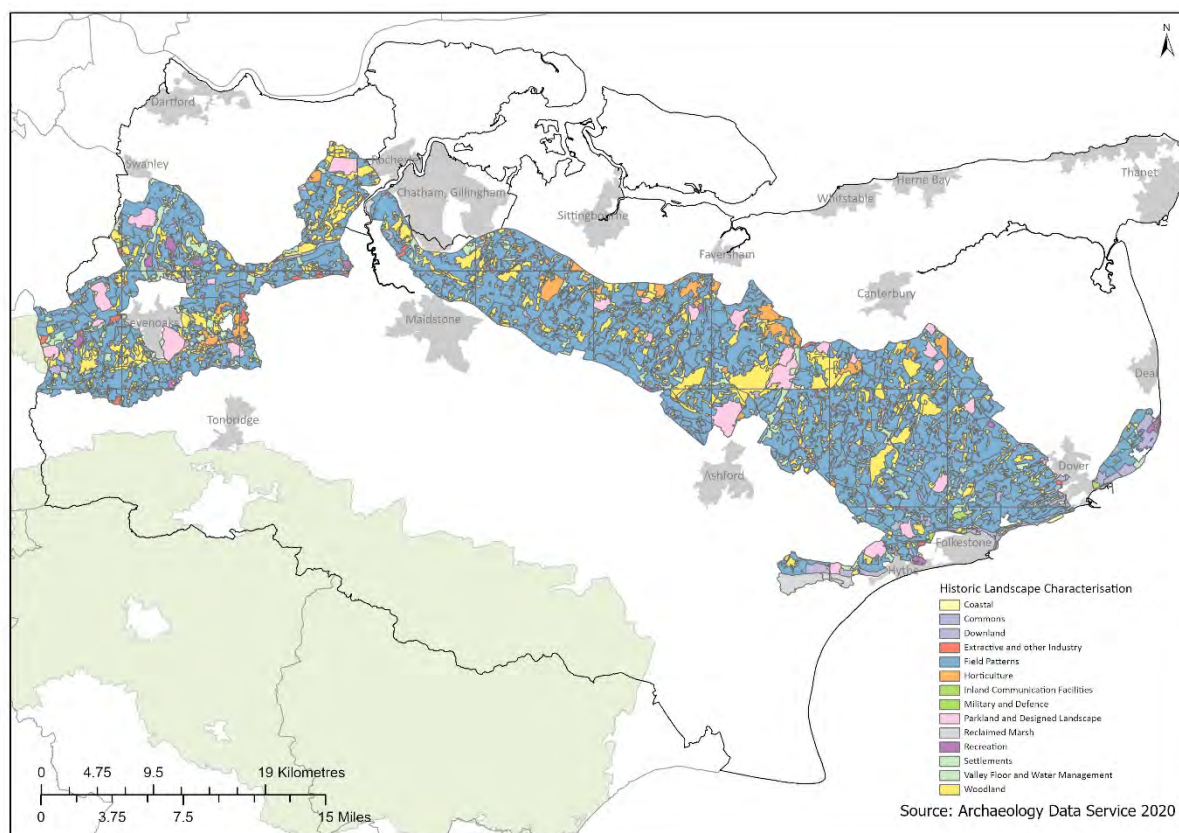 N
Dartford
Swanley
Rochester
Chatham, Gillingham
Sittingbourne
Whitstable
Herne Bay
Thanet
Faversham
Canterbury
Sevenoaks
Maidstone
Deal
Tonbridge
Ashford
Dover
Folkestone
Hythe
Historic Landscape Characterisation
Coastal
Commons
Downland
Extractive and other Industry
Field Patterns
Horticulture
Inland Communication Facilities
Military and Defence
Parkland and Designed Landscape
Reclaimed Marsh
Recreation
Settlements
Valley Floor and Water Management
Woodland
0 4.75 9.5 19 Kilometres
0 3.75 7.5 15 Miles
Source: Archaeology Data Service 2020